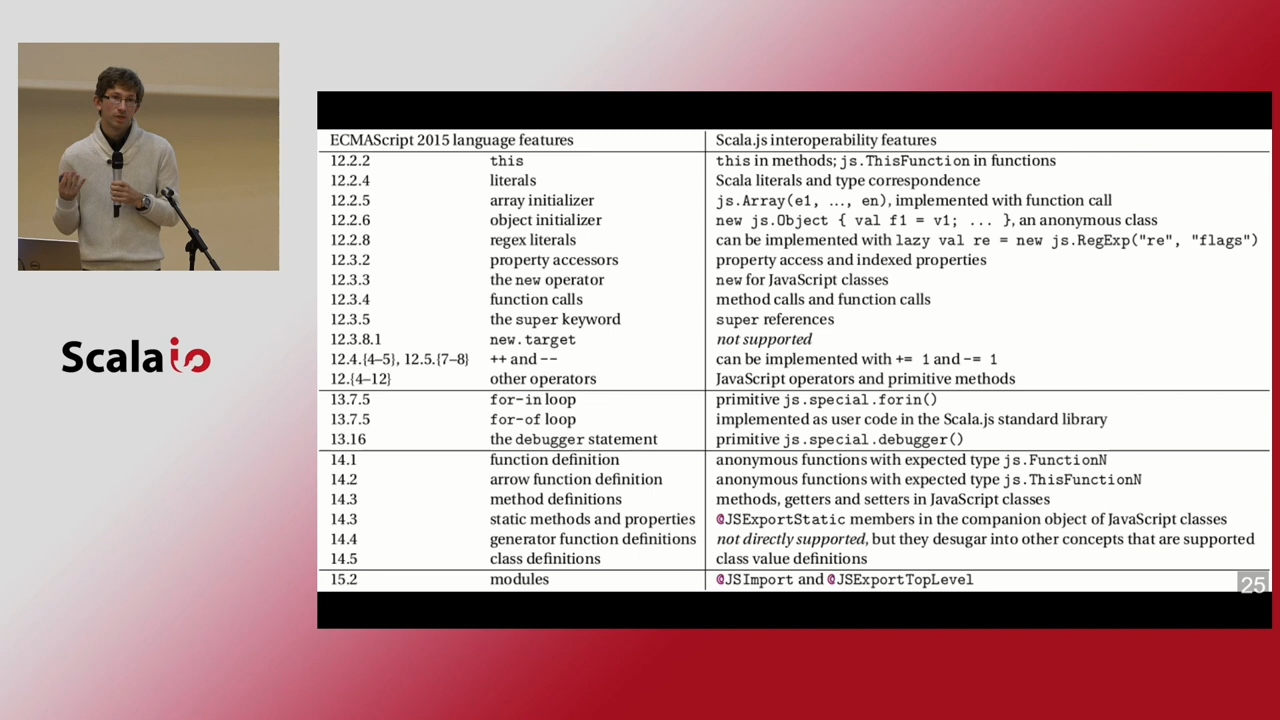 Scalaio
ECMAScript 2015 language features Scala.js interoperability features
12.2.2 this this in methods; js.ThisFunction in functions
12.2.4 literals Scala literals and type correspondence
12.2.5 array initializer js.Array(e1, ..., en), implemented with function call
12.2.6 object initializer new js.Object { val f1 = v1; ... }, an anonymous class
12.2.8 regex literals can be implemented with lazy val re = new js.RegExp("re", "flags")
12.3.2 property accessors property access and indexed properties
12.3.3 the new operator new for JavaScript classes
12.3.4 function calls method calls and function calls
12.3.5 the super keyword super references
12.3.8.1 new.target not supported
12.4.{4–5}, 12.5.{7–8} ++ and -- can be implemented with += 1 and -= 1
12.{4–12} other operators JavaScript operators and primitive methods
13.7.5 for-in loop primitive js.special.forin()
13.7.5 for-of loop implemented as user code in the Scala.js standard library
13.16 the debugger statement primitive js.special.debugger()
14.1 function definition anonymous functions with expected type js.FunctionN
14.2 arrow function definition anonymous functions with expected type js.ThisFunctionN
14.3 method definitions methods, getters and setters in JavaScript classes
14.3 static methods and properties @JSExportStatic members in the companion object of JavaScript classes
14.4 generator function definitions not directly supported, but they desugar into other concepts that are supported
14.5 class definitions class value definitions
15.2 modules @JSImport and @JSExportTopLevel
25